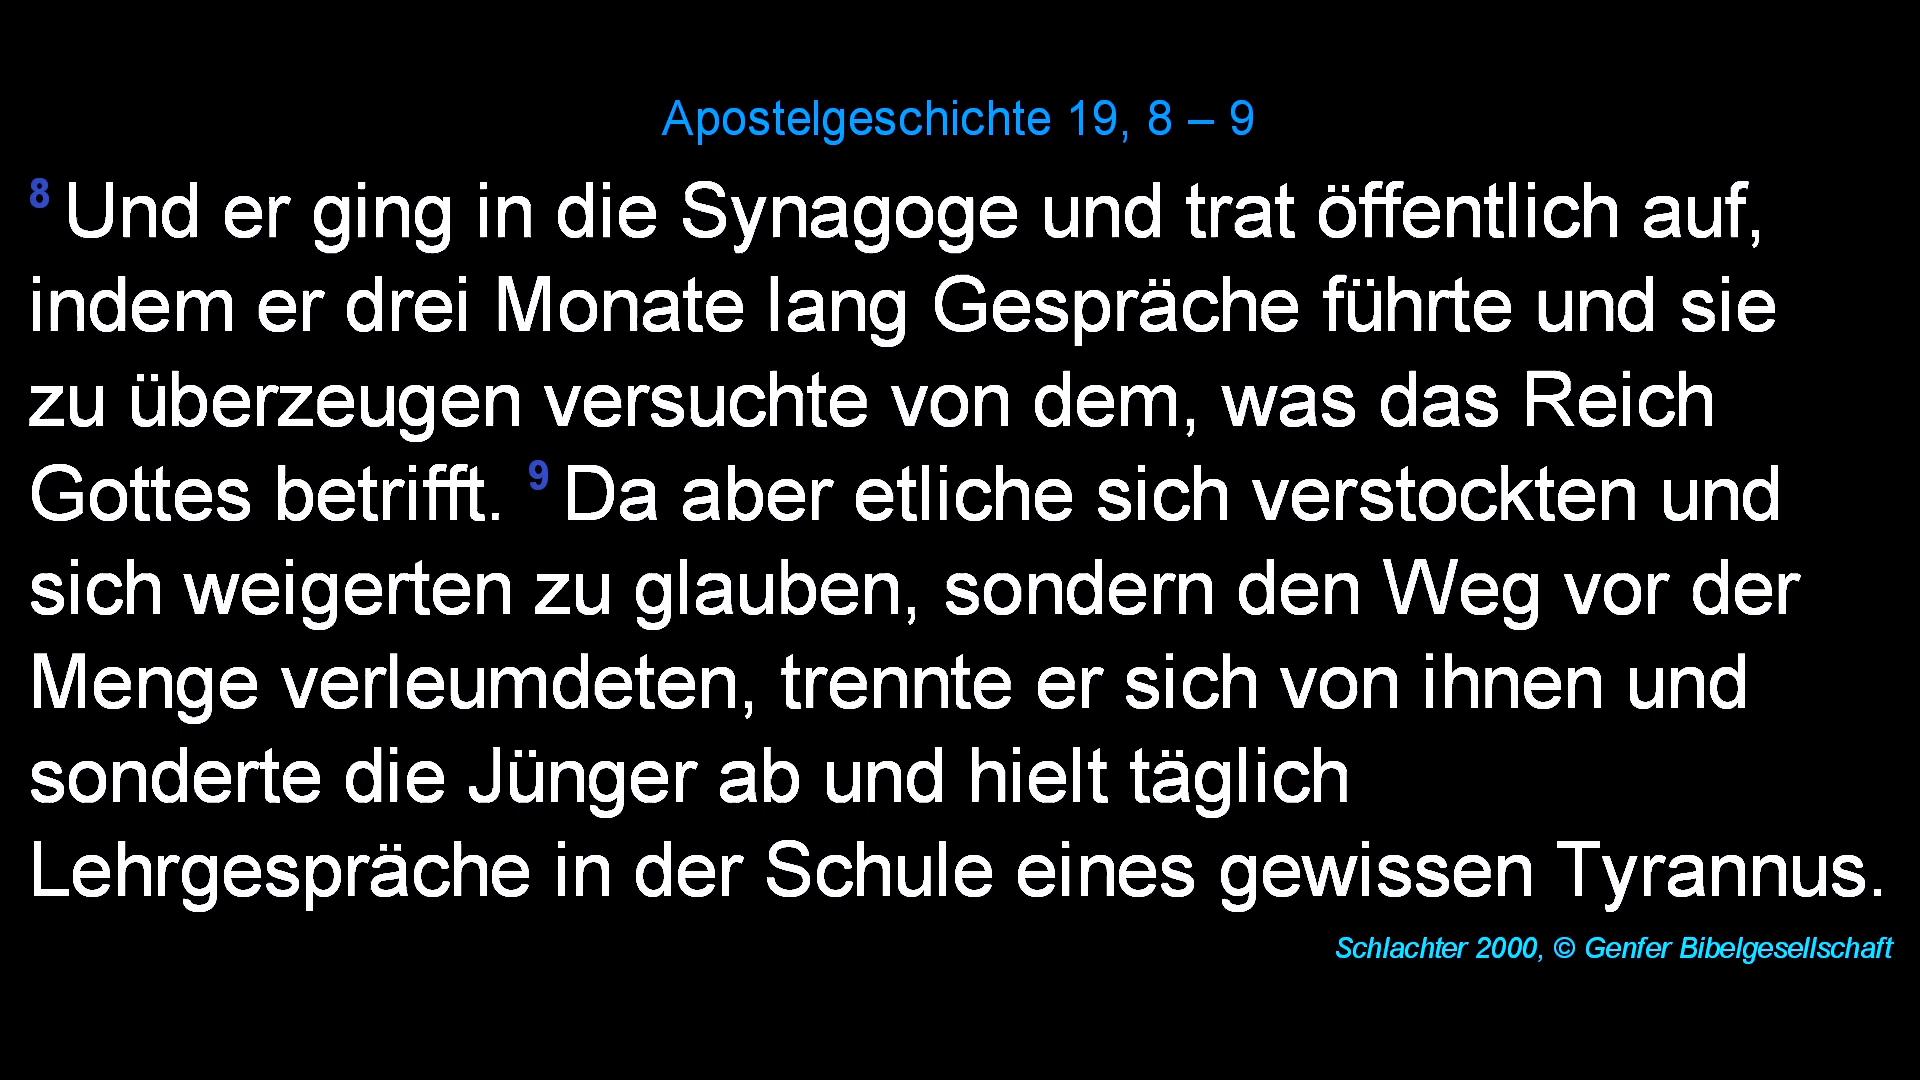 Apostelgeschichte 19, 8 – 9
8 Und er ging in die Synagoge und trat öffentlich auf,
indem er drei Monate lang Gespräche führte und sie
zu überzeugen versuchte von dem, was das Reich
Gottes betrifft. 9 Da aber etliche sich verstockten und
sich weigerten zu glauben, sondern den Weg vor der
Menge verleumdeten, trennte er sich von ihnen und
sonderte die Jünger ab und hielt täglich
Lehrgespräche in der Schule eines gewissen Tyrannus.
Schlachter 2000, © Genfer Bibelgesellschaft